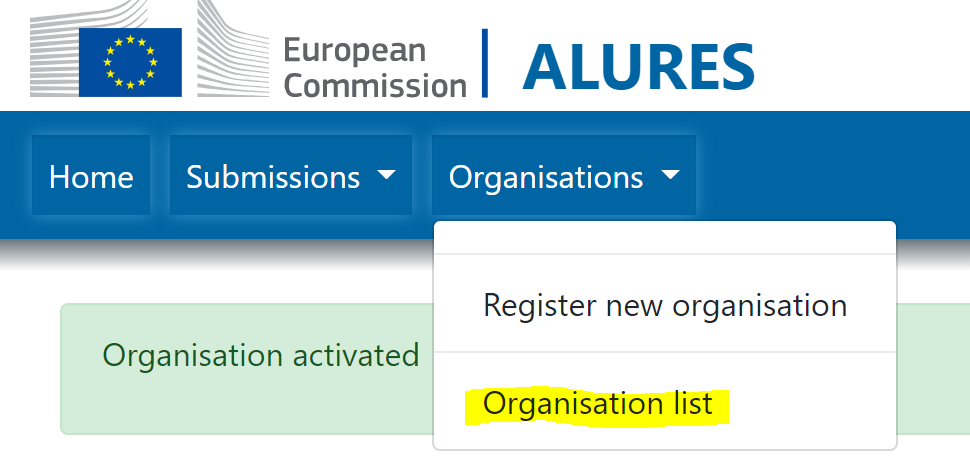 European
Commission
ALURES
Home
Submissions
Organisations
Register new organisation
Organisation activated
Organisation list